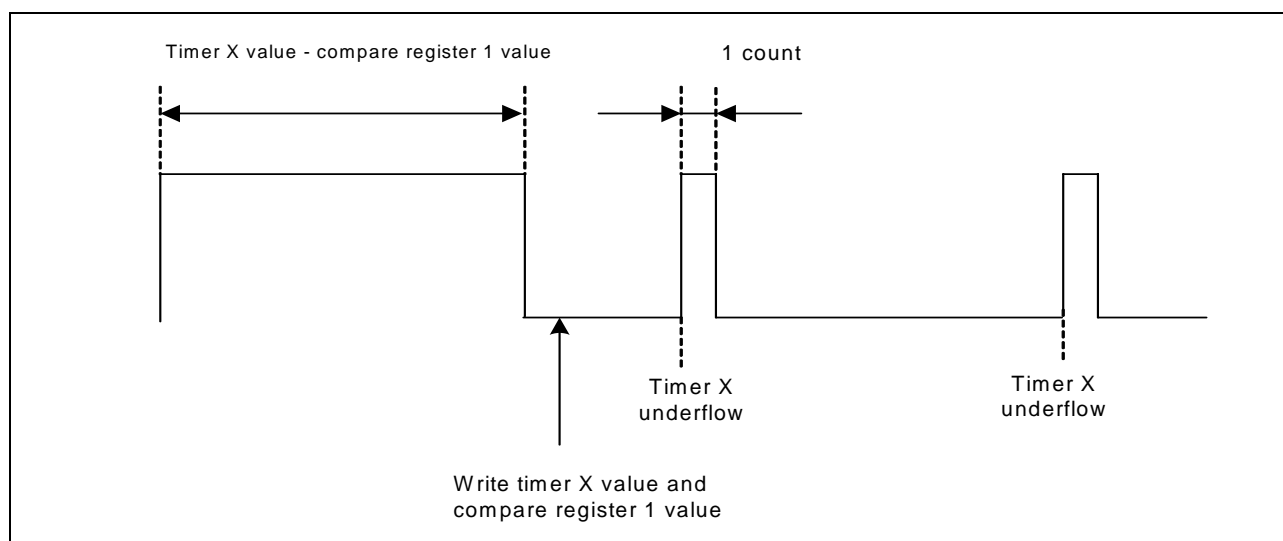 Timer X value - compare register 1 value
1 count
Timer X
underflow
Timer X
underflow
Write timer X value and
compare register 1 value